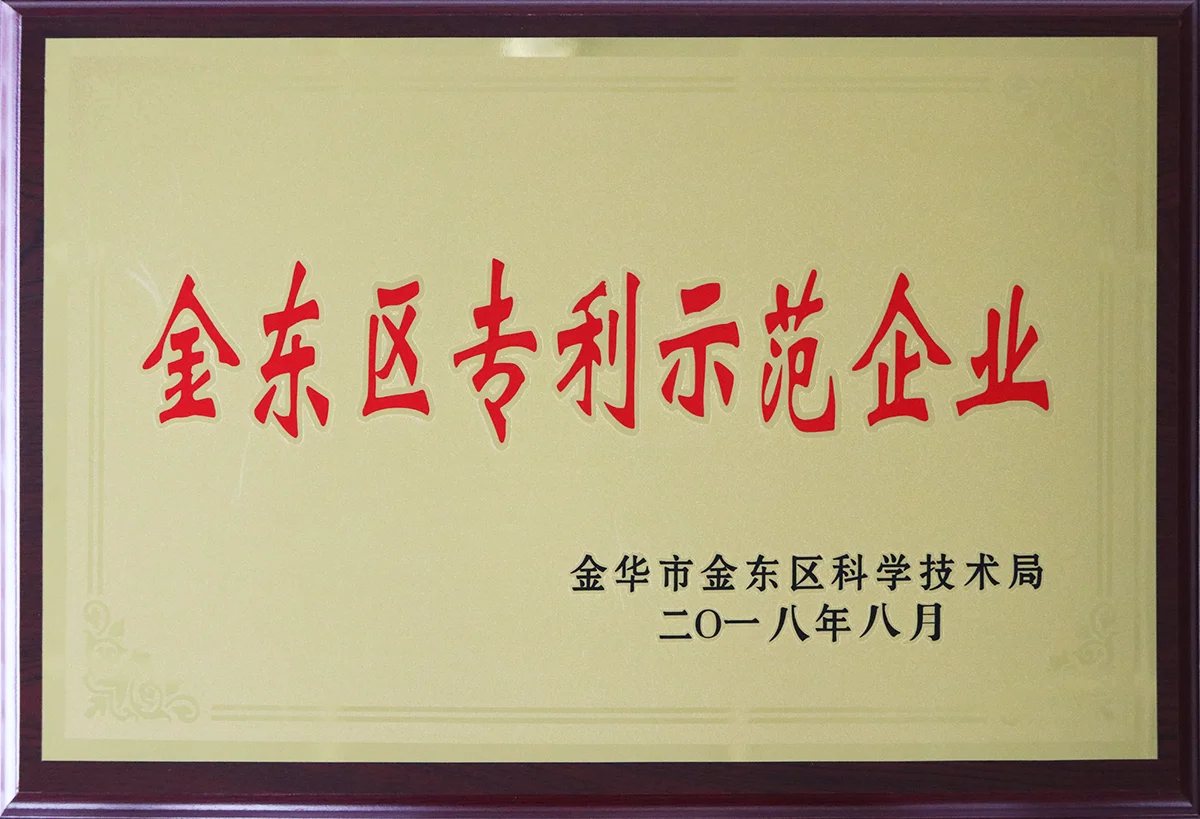 金东区专利示范企业
金华市金东区科学技术局
二〇一八年八月